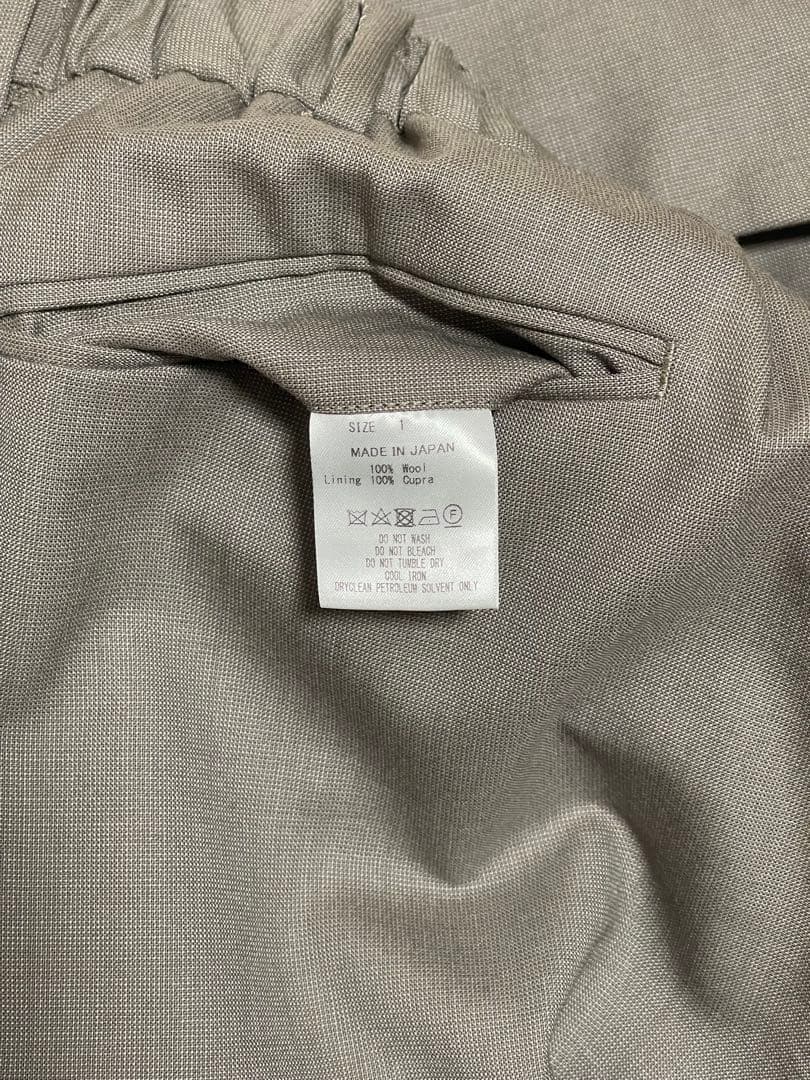 SIZE 1
MADE IN JAPAN
100% Wool
Lining 100% Cupra
F
DO NOT WASH
DO NOT BLEACH
DO NOT TUMBLE DRY
COOL IRON
DRYCLEAN PETROLEUM SOLVENT ONLY